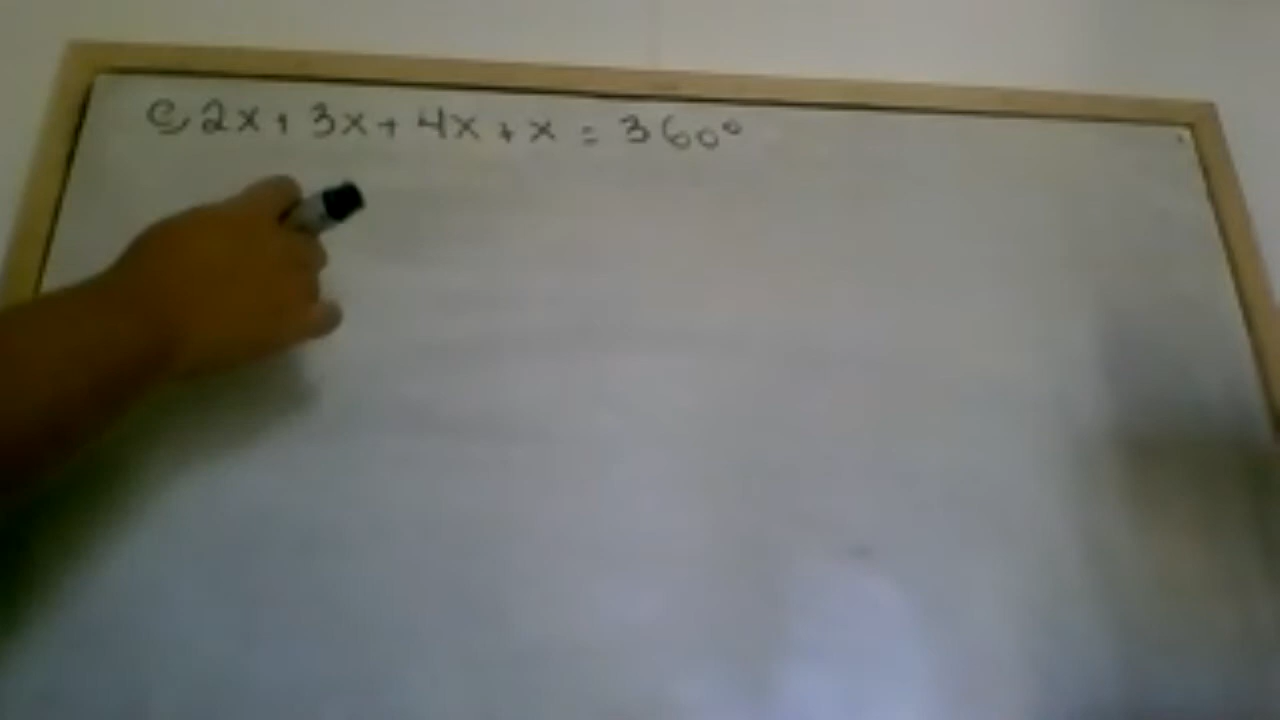 c) 2x + 3x + 4x + x = 360°